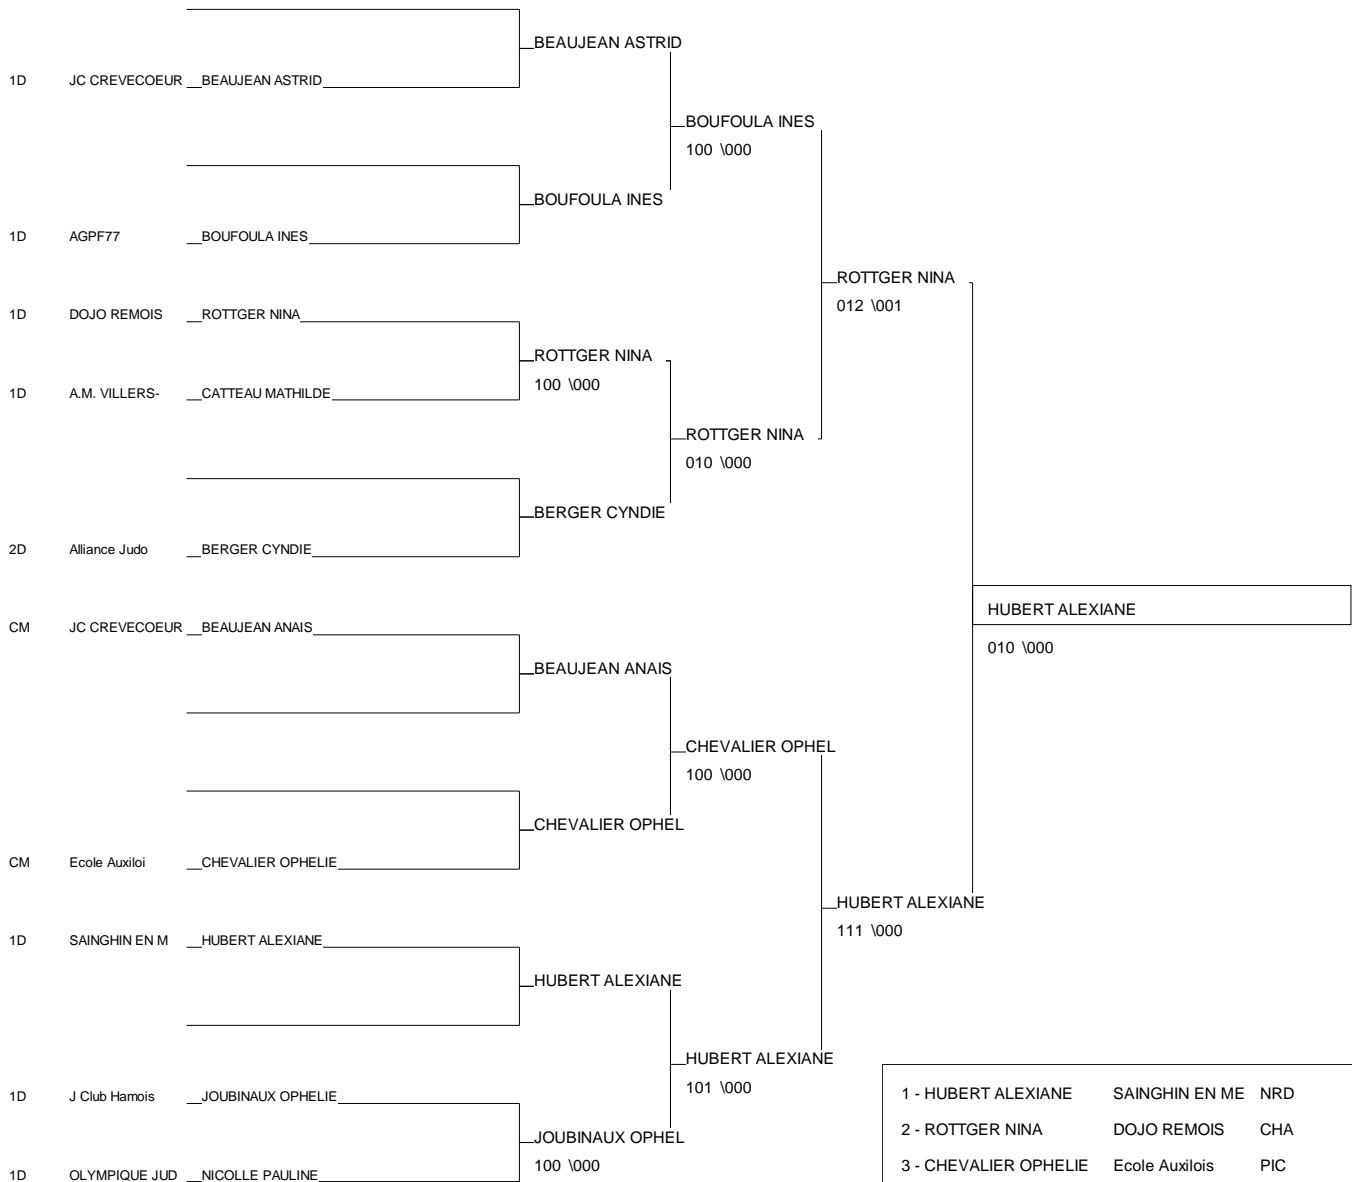 BEAUJEAN ASTRID
1D JC CREVECOEUR BEAUJEAN ASTRID
BOUFOULA INES
100 \000
BOUFOULA INES
1D AGPF77 BOUFOULA INES
ROTTGER NINA
012 \001
1D DOJO REMOIS ROTTGER NINA
ROTTGER NINA
100 \000
1D A.M. VILLERS- CATTEAU MATHILDE
ROTTGER NINA
010 \000
BERGER CYNDIE
2D Alliance Judo BERGER CYNDIE
HUBERT ALEXIANE
010 \000
CM JC CREVECOEUR BEAUJEAN ANAIS
BEAUJEAN ANAIS
CHEVALIER OPHEL
100 \000
CHEVALIER OPHEL
CM Ecole Auxiloi CHEVALIER OPHELIE
HUBERT ALEXIANE
111 \000
1D SAINGHIN EN M HUBERT ALEXIANE
HUBERT ALEXIANE
HUBERT ALEXIANE
101 \000
1D J Club Hamois JOUBINAUX OPHELIE
JOUBINAUX OPHEL
100 \000
1D OLYMPIQUE JUD NICOLLE PAULINE
1 - HUBERT ALEXIANE SAINGHIN EN ME NRD
2 - ROTTGER NINA DOJO REMOIS CHA
3 - CHEVALIER OPHELIE Ecole Auxilois PIC